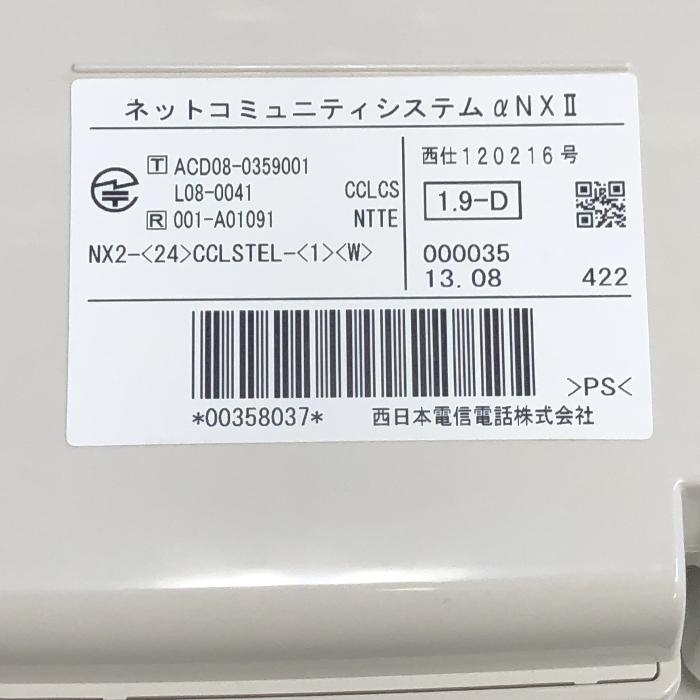 ネットコミュニティシステムαNXⅡ
T ACD08-0359001
L08-0041 CCLCS
R 001-A01091 NTTE
NX2-<24>CCLSTEL-<1><W>
西仕120216号
1.9-D
000035
13.08 422
>PS<
*00358037* 西日本電信電話株式会社